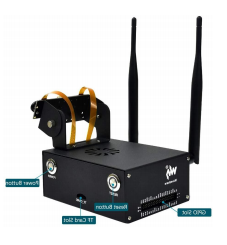 Power Button
Reset Button
TF Card Slot
GPIO Slot